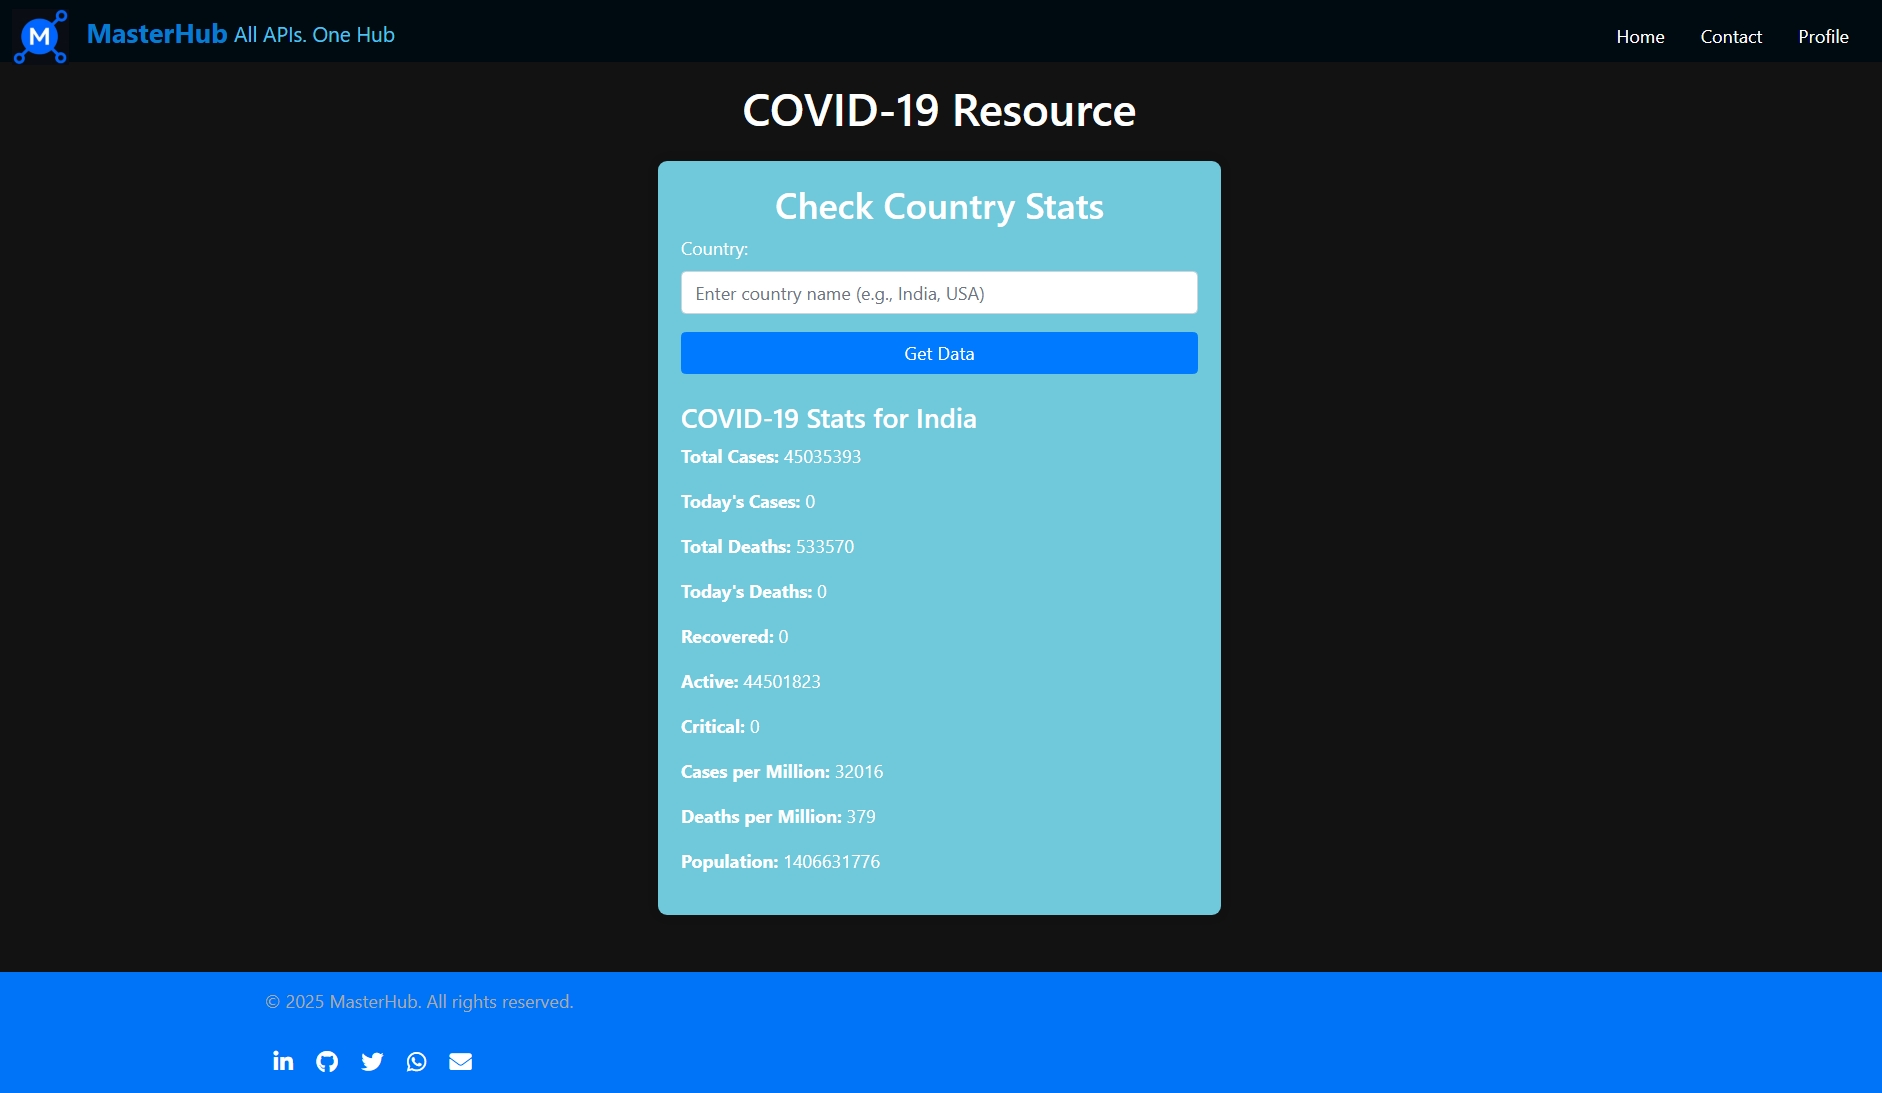 M
MasterHub All APIs. One Hub
Home Contact Profile
COVID-19 Resource
Check Country Stats
Country:
Enter country name (e.g., India, USA)
Get Data
COVID-19 Stats for India
Total Cases: 45035393
Today's Cases: 0
Total Deaths: 533570
Today's Deaths: 0
Recovered: 0
Active: 44501823
Critical: 0
Cases per Million: 32016
Deaths per Million: 379
Population: 1406631776
© 2025 MasterHub. All rights reserved.
in